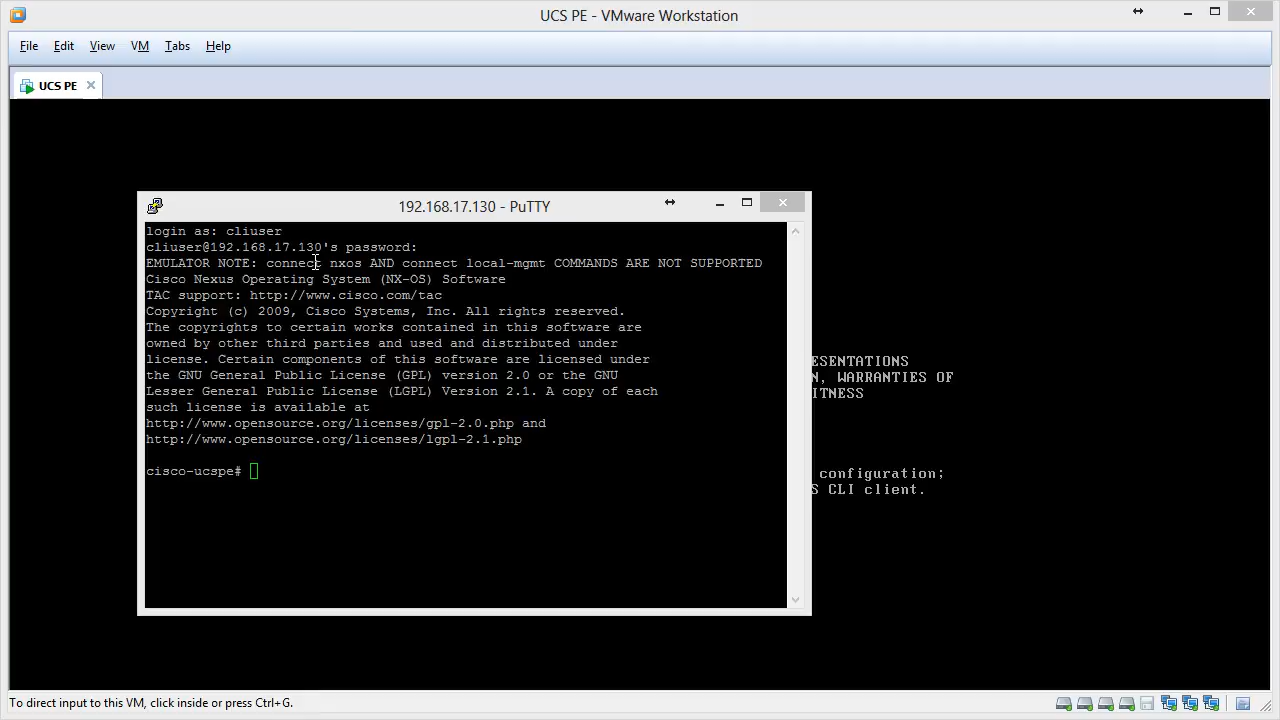 UCS PE - VMware Workstation
File Edit View VM Tabs Help
UCS PE
192.168.17.130 - PuTTY
login as: cliuser
cliuser@192.168.17.130's password:
EMULATOR NOTE: connect nxos AND connect local-mgmt COMMANDS ARE NOT SUPPORTED
Cisco Nexus Operating System (NX-OS) Software
TAC support: http://www.cisco.com/tac
Copyright (c) 2009, Cisco Systems, Inc. All rights reserved.
The copyrights to certain works contained in this software are
owned by other third parties and used and distributed under
license. Certain components of this software are licensed under
the GNU General Public License (GPL) version 2.0 or the GNU
Lesser General Public License (LGPL) Version 2.1. A copy of each
such license is available at
http://www.opensource.org/licenses/gpl-2.0.php and
http://www.opensource.org/licenses/lgpl-2.1.php
cisco-ucspe#
ESENTATIONS
N, WARRANTIES OF
ITNESS
configuration;
S CLI client.
To direct input to this VM, click inside or press Ctrl+G.